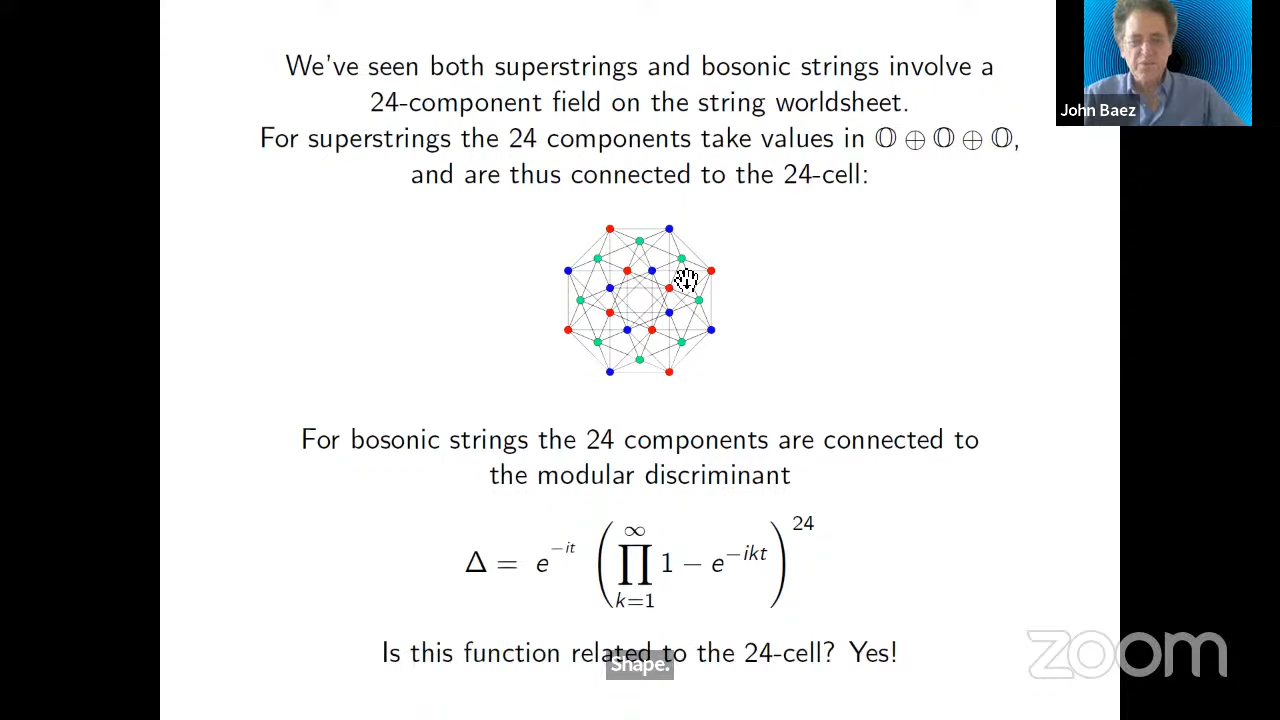 We've seen both superstrings and bosonic strings involve a
24-component field on the string worldsheet.
For superstrings the 24 components take values in 𝕆 ⊕ 𝕆 ⊕ 𝕆,
and are thus connected to the 24-cell:
For bosonic strings the 24 components are connected to
the modular discriminant
Δ = e^{-it} (∏_{k=1}^{∞} 1 − e^{-ikt})^{24}
Is this function related to the 24-cell? Yes!
Shape.
John Baez
zoom